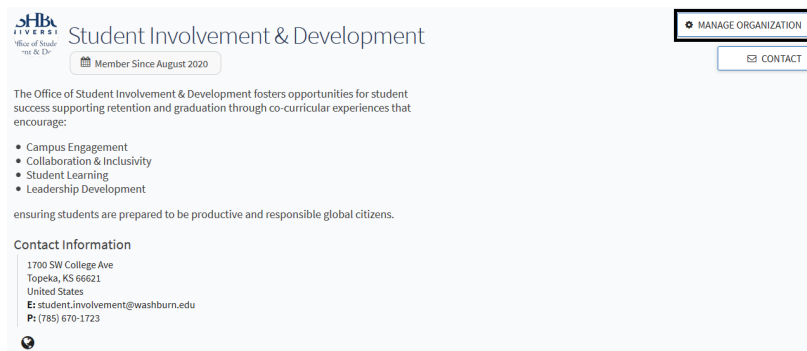 Student Involvement & Development
Member Since August 2020
MANAGE ORGANIZATION
CONTACT
The Office of Student Involvement & Development fosters opportunities for student
success supporting retention and graduation through co-curricular experiences that
encourage:
Campus Engagement
Collaboration & Inclusivity
Student Learning
Leadership Development
ensuring students are prepared to be productive and responsible global citizens.
Contact Information
1700 SW College Ave
Topeka, KS 66621
United States
E: student.involvement@washburn.edu
P: (785) 670-1723